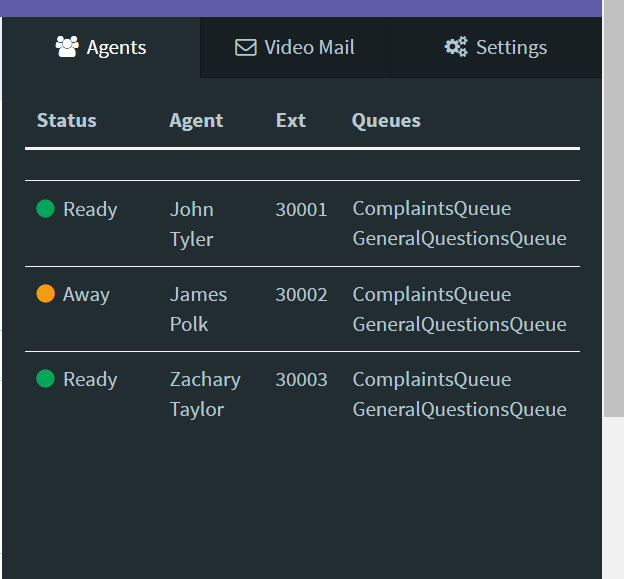 Agents Video Mail Settings
Status Agent Ext Queues
Ready John 30001 ComplaintsQueue
Tyler GeneralQuestionsQueue
Away James 30002 ComplaintsQueue
Polk GeneralQuestionsQueue
Ready Zachary 30003 ComplaintsQueue
Taylor GeneralQuestionsQueue